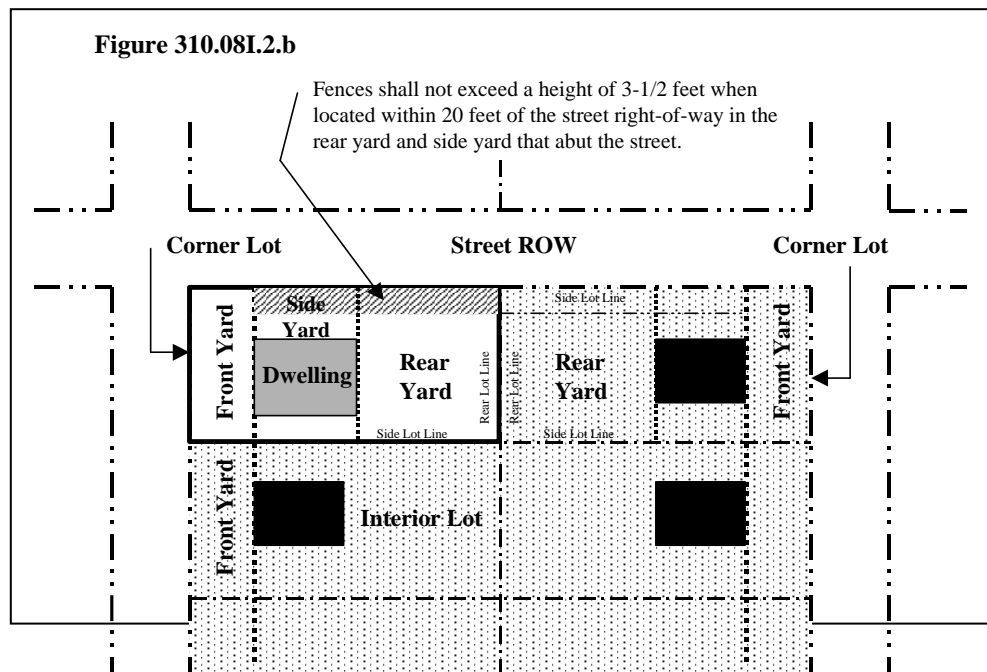 Figure 310.08I.2.b
Fences shall not exceed a height of 3-1/2 feet when
located within 20 feet of the street right-of-way in the
rear yard and side yard that abut the street.
Corner Lot
Street ROW
Corner Lot
Side
Yard
Side Lot Line
Front Yard
Dwelling
Rear
Yard
Rear Lot Line
Rear Lot Line
Rear
Yard
Front Yard
Side Lot Line
Side Lot Line
Front Yard
Interior Lot